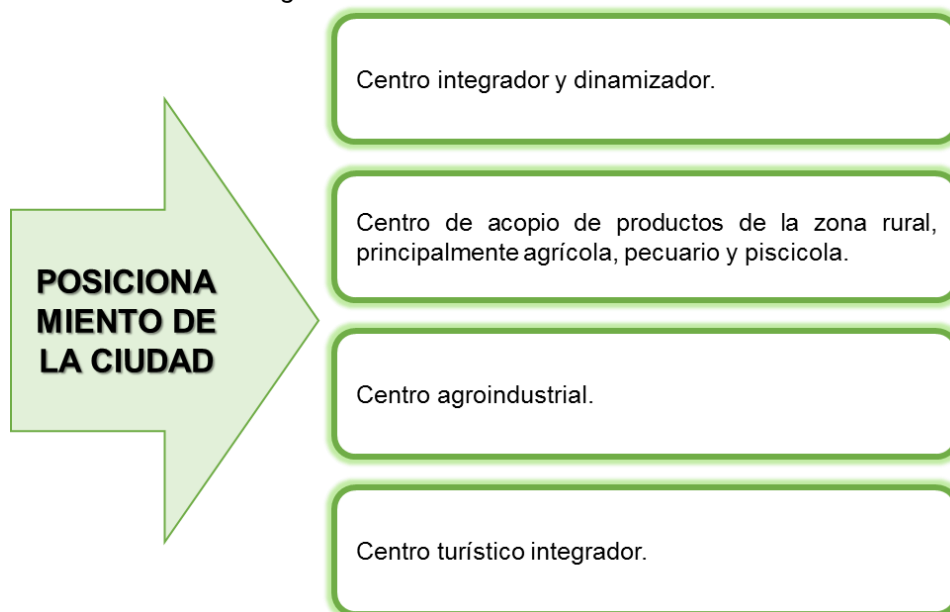 POSICIONA
MIENTO DE
LA CIUDAD
Centro integrador y dinamizador.
Centro de acopio de productos de la zona rural,
principalmente agrícola, pecuario y piscicola.
Centro agroindustrial.
Centro turístico integrador.